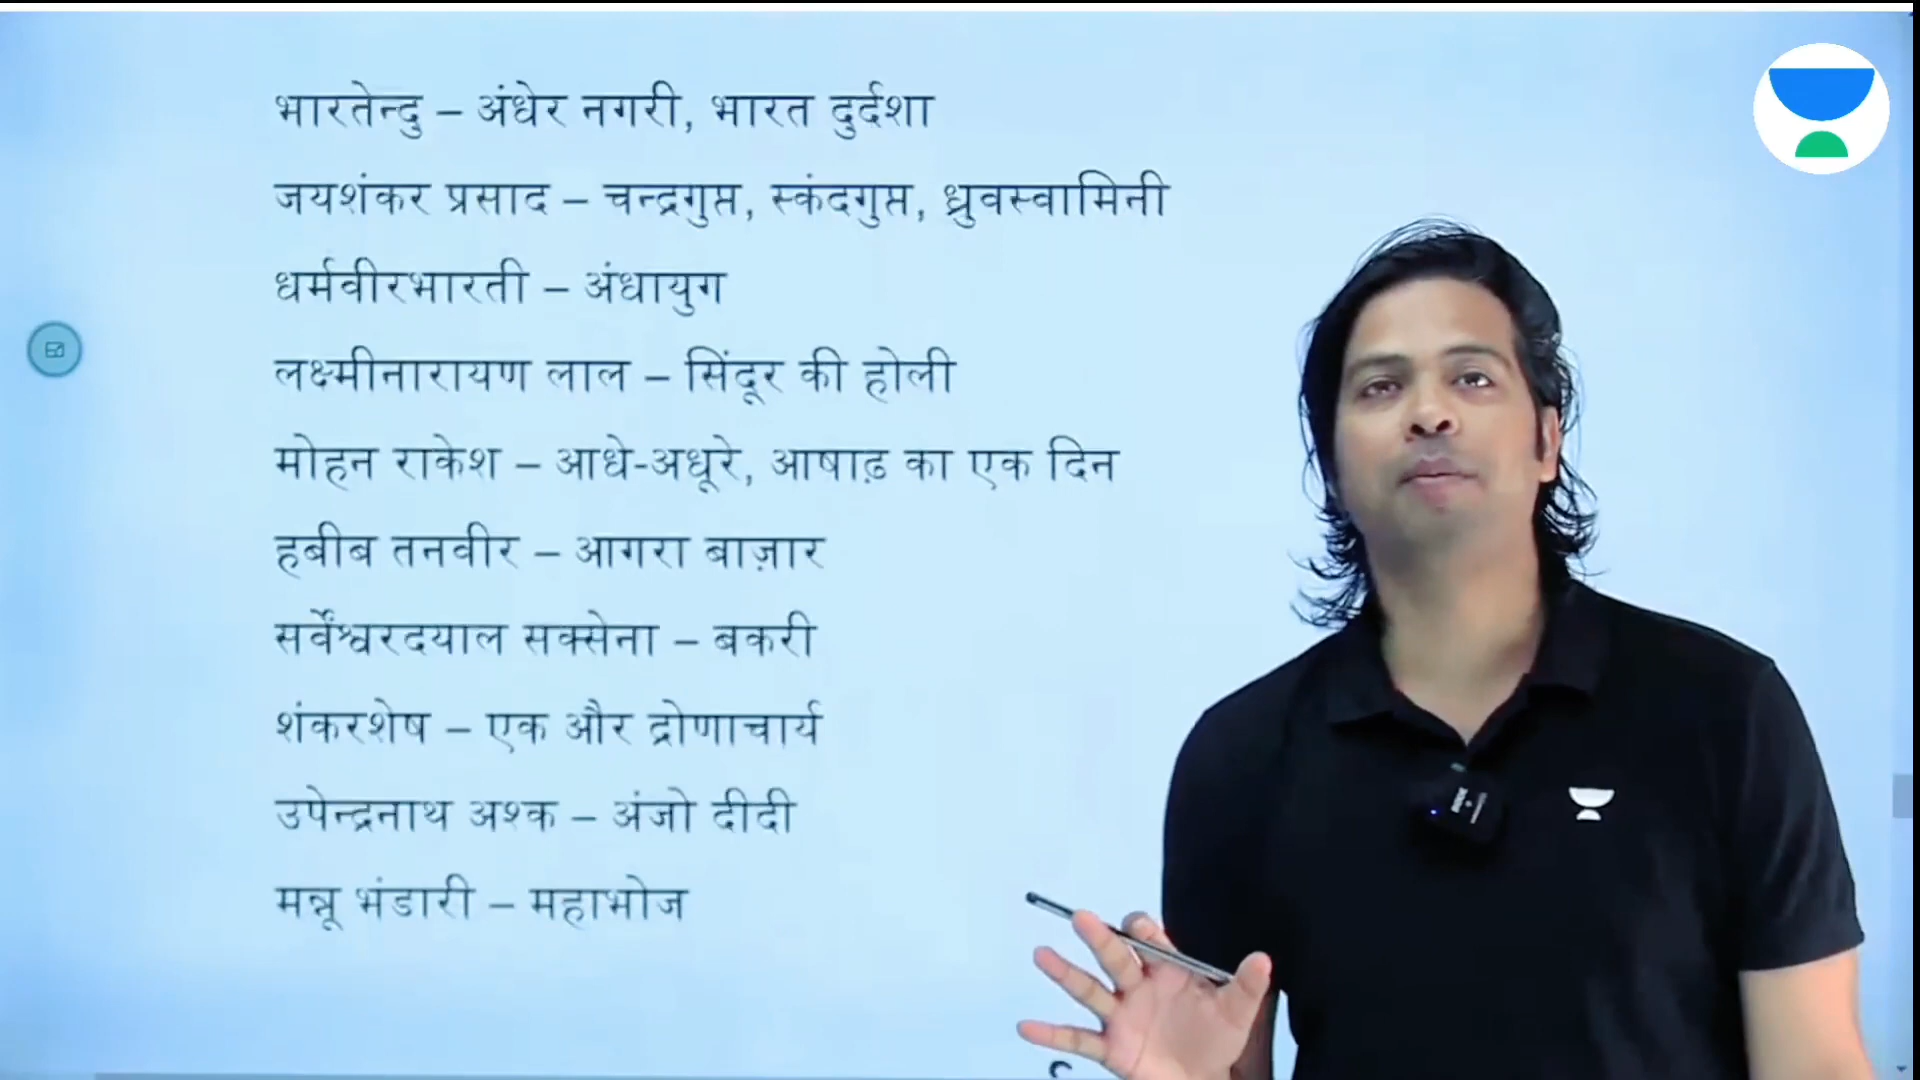 भारतेन्दु – अंधेर नगरी, भारत दुर्दशा
जयशंकर प्रसाद – चन्द्रगुप्त, स्कंदगुप्त, ध्रुवस्वामिनी
धर्मवीरभारती – अंधायुग
लक्ष्मीनारायण लाल – सिंदूर की होली
मोहन राकेश – आधे-अधूरे, आषाढ़ का एक दिन
हबीब तनवीर – आगरा बाज़ार
सर्वेश्वरदयाल सक्सेना – बकरी
शंकरशेष – एक और द्रोणाचार्य
उपेन्द्रनाथ अश्क – अंजो दीदी
मन्नू भंडारी – महाभोज